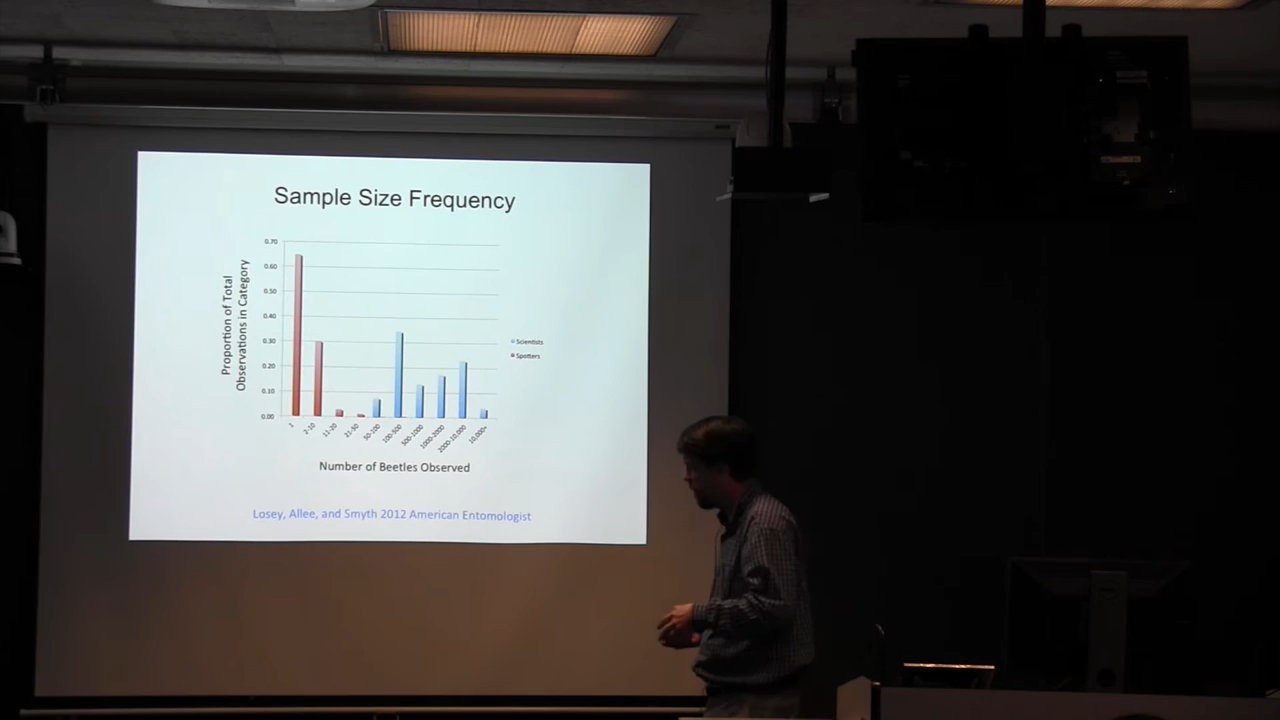 Sample Size Frequency
Proportion of Total
Observations in Category
0.70
0.60
0.50
0.40
0.30
0.20
0.10
0.00
1
2-10
11-20
21-50
50-100
100-500
500-1000
1000-2000
2000-10,000
10,000+
Scientists
Spotters
Number of Beetles Observed
Losey, Allee, and Smyth 2012 American Entomologist